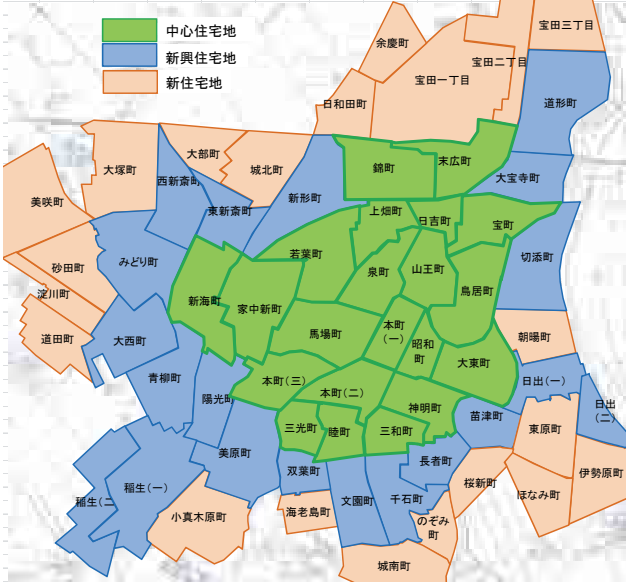 中心住宅地
新興住宅地
新住宅地
余慶町
宝田三丁目
宝田二丁目
宝田一丁目
日和田町
道形町
大塚町
大部町
城北町
錦町
末広町
大宝寺町
西新斎町
美咲町
東新斎町
新形町
上畑町
日吉町
宝町
若葉町
切添町
みどり町
砂田町
泉町
山王町
鳥居町
淀川町
新海町
家中新町
道田町
大西町
馬場町
本町
(一)
昭和
町
朝暘町
大東町
青柳町
本町(三)
日出(一)
陽光町
本町(二)
神明町
苗津町
日出
(二)
三光町
睦町
三和町
東原町
美原町
双葉町
長者町
伊勢原町
稲生(一)
稲生(二
文園町
千石町
桜新町
ほなみ町
小真木原町
海老島町
のぞみ
町
城南町